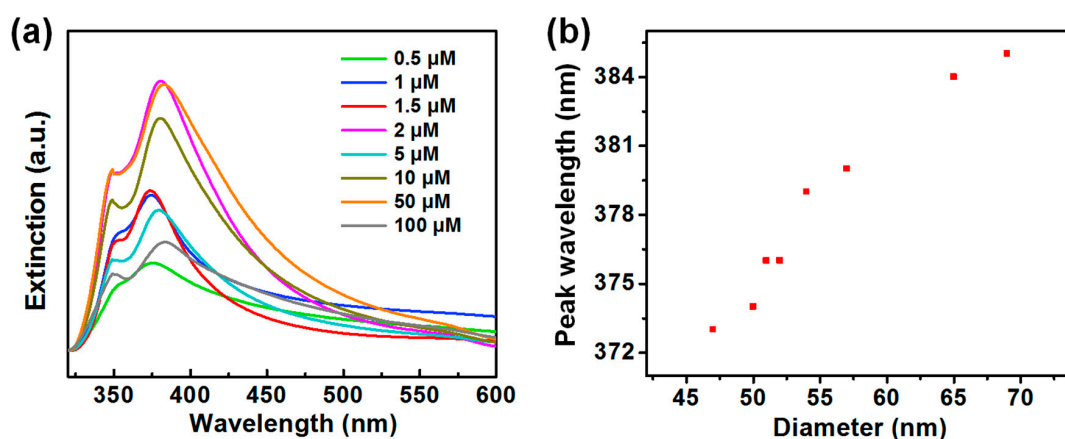 (a)
0.5 µM
1 µM
1.5 µM
2 µM
5 µM
10 µM
50 µM
100 µM
Extinction (a.u.)
350 400 450 500 550 600
Wavelength (nm)
(b)
Peak wavelength (nm)
384
381
378
375
372
45 50 55 60 65 70
Diameter (nm)